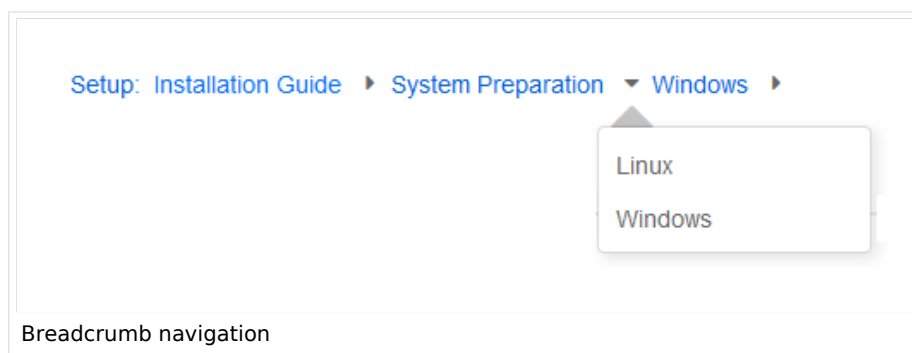 Setup: Installation Guide System Preparation Windows
Linux
Windows
Breadcrumb navigation